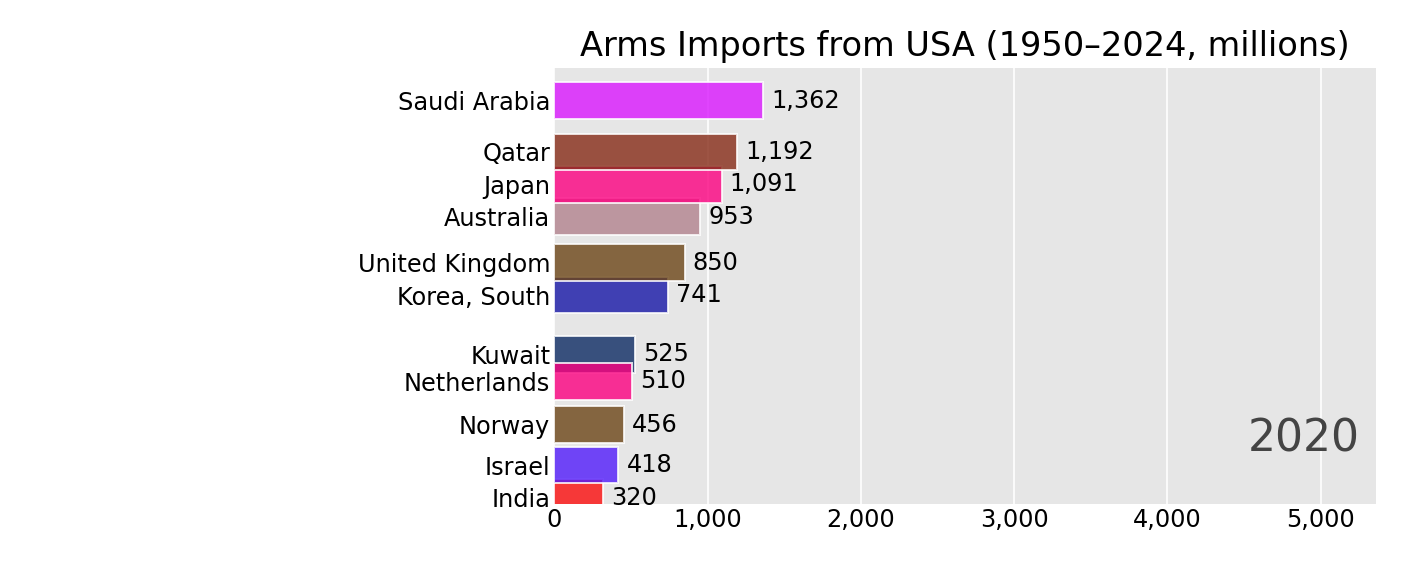 Arms Imports from USA (1950–2024, millions)
Saudi Arabia 1,362
Qatar 1,192
Japan 1,091
Australia 953
United Kingdom 850
Korea, South 741
Kuwait 525
Netherlands 510
Norway 456
2020
Israel 418
India 320
0 1,000 2,000 3,000 4,000 5,000